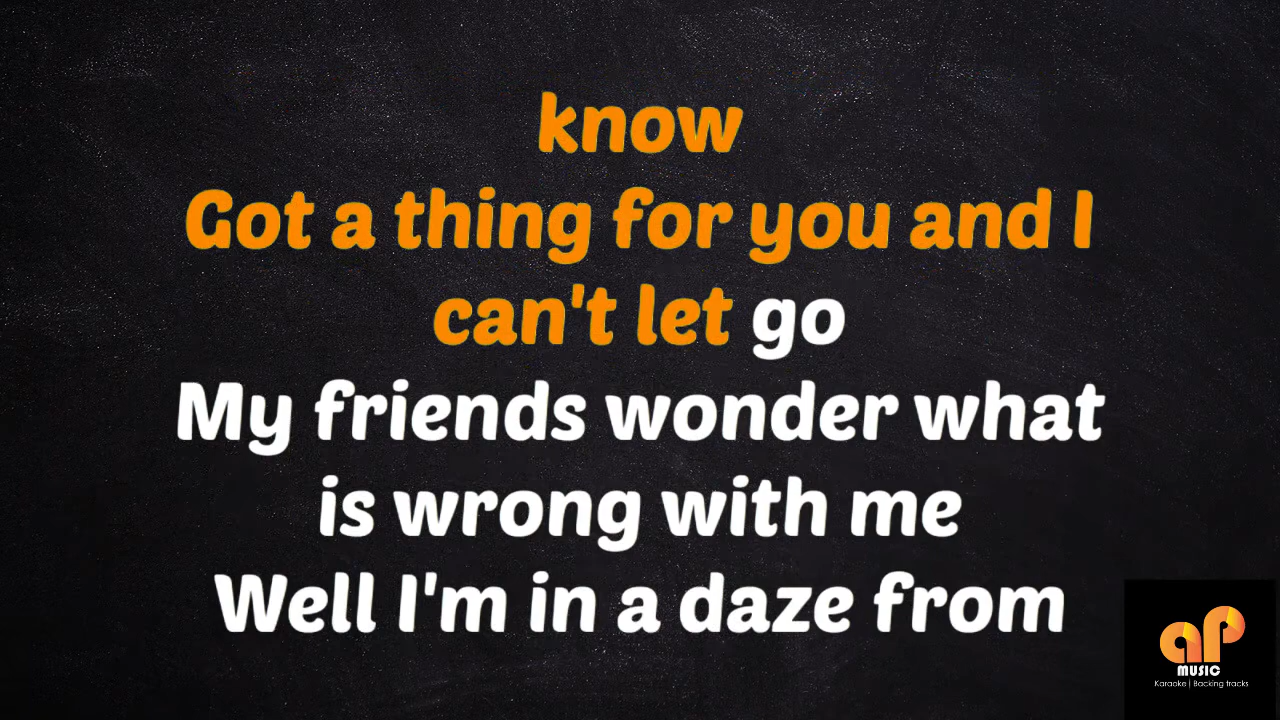 know
Got a thing for you and I
can't let go
My friends wonder what
is wrong with me
Well I'm in a daze from
ap
MUSIC
Karaoke | Backing tracks